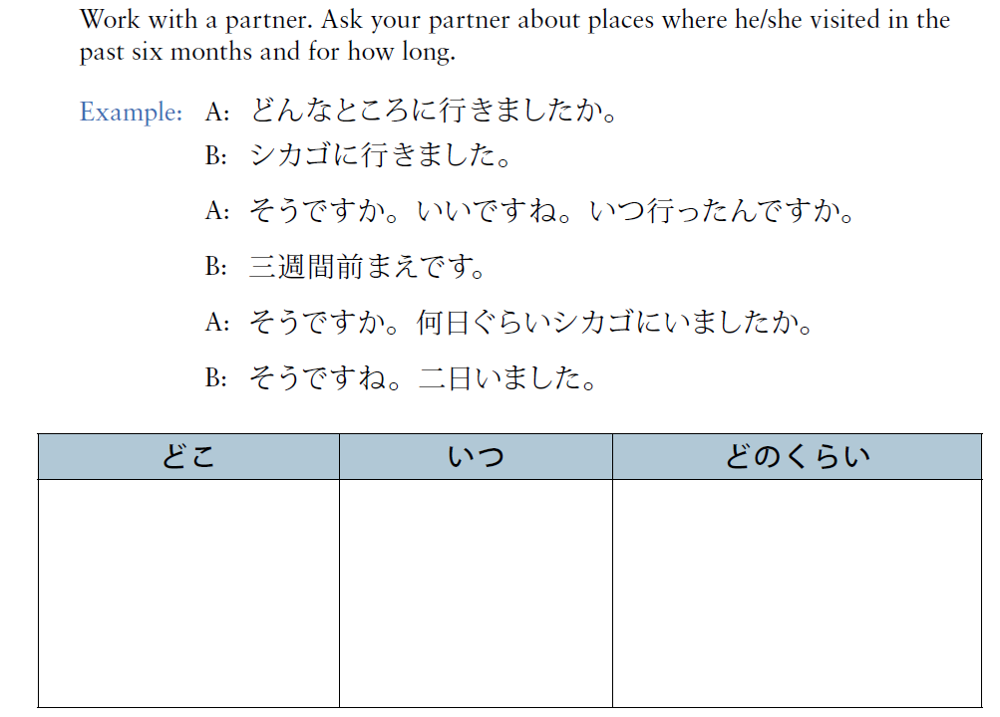 Work with a partner. Ask your partner about places where he/she visited in the
past six months and for how long.
Example: A: どんなところに行きましたか。
B: シカゴに行きました。
A: そうですか。いいですね。いつ行ったんですか。
B: 三週間前まえです。
A: そうですか。何日ぐらいシカゴにいましたか。
B: そうですね。二日いました。
どこ いつ どのくらい